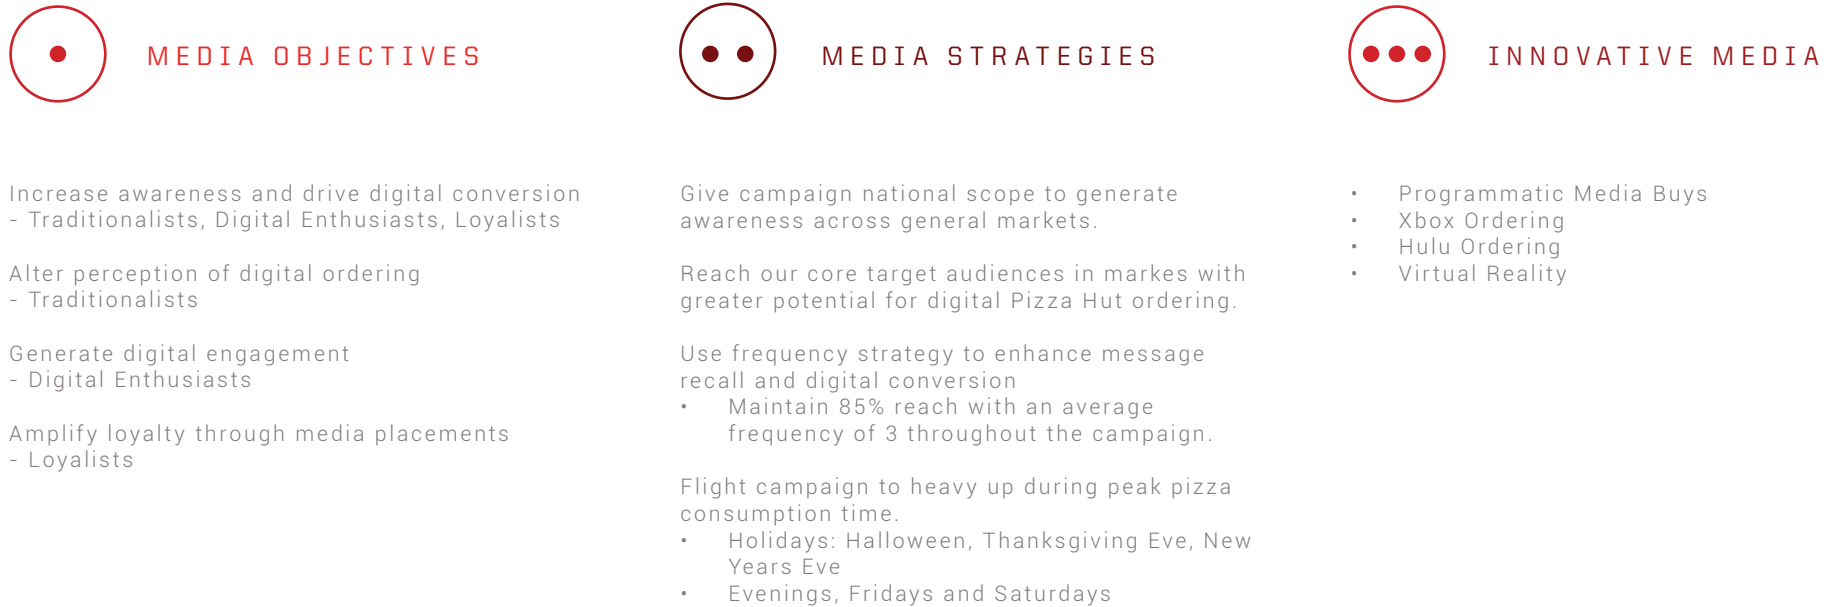 MEDIA OBJECTIVES
Increase awareness and drive digital conversion
- Traditionalists, Digital Enthusiasts, Loyalists
Alter perception of digital ordering
- Traditionalists
Generate digital engagement
- Digital Enthusiasts
Amplify loyalty through media placements
- Loyalists
MEDIA STRATEGIES
Give campaign national scope to generate
awareness across general markets.
Reach our core target audiences in markes with
greater potential for digital Pizza Hut ordering.
Use frequency strategy to enhance message
recall and digital conversion
• Maintain 85% reach with an average
frequency of 3 throughout the campaign.
Flight campaign to heavy up during peak pizza
consumption time.
• Holidays: Halloween, Thanksgiving Eve, New
Years Eve
• Evenings, Fridays and Saturdays
INNOVATIVE MEDIA
• Programmatic Media Buys
• Xbox Ordering
• Hulu Ordering
• Virtual Reality